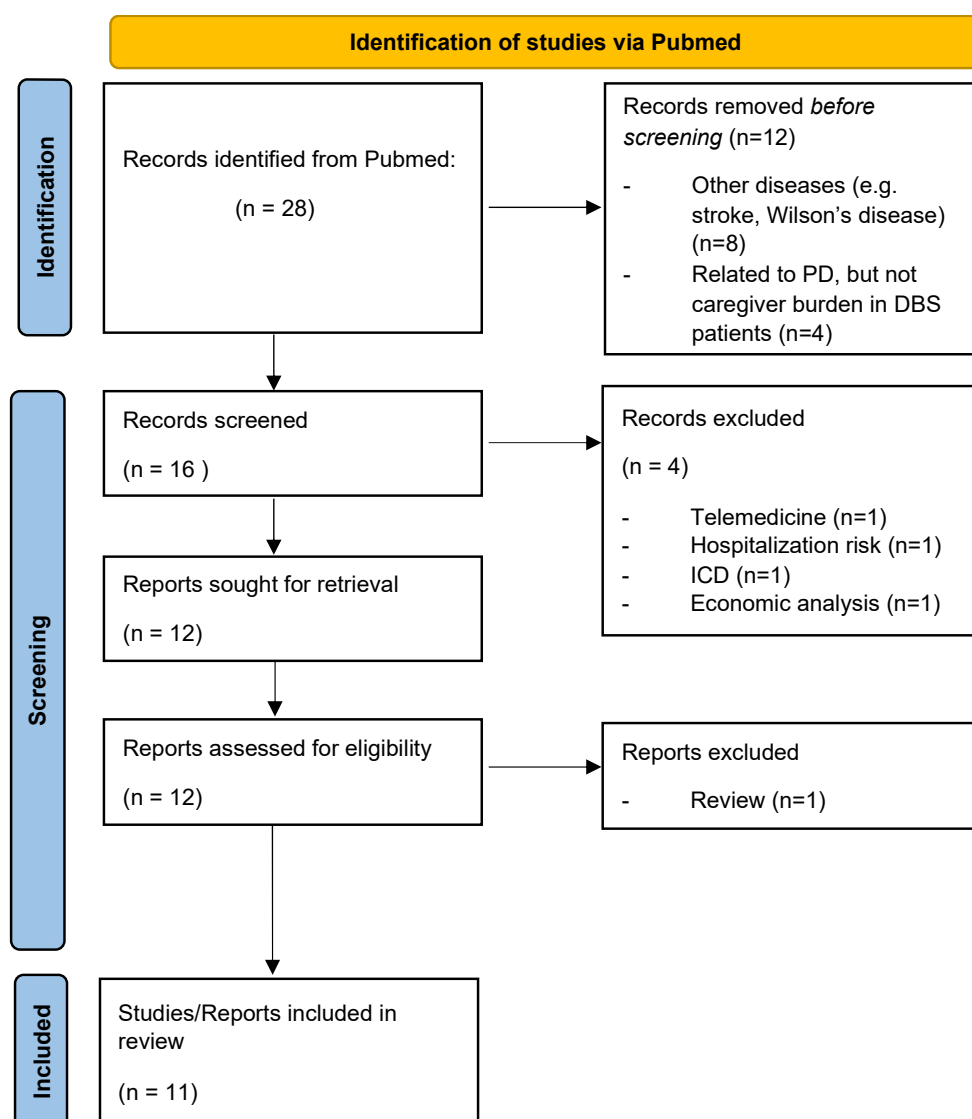 Identification of studies via Pubmed
Identification
Records identified from Pubmed:
(n = 28)
Records removed before
screening (n=12)
- Other diseases (e.g.
stroke, Wilson’s disease)
(n=8)
- Related to PD, but not
caregiver burden in DBS
patients (n=4)
Screening
Records screened
(n = 16 )
Records excluded
(n = 4)
- Telemedicine (n=1)
- Hospitalization risk (n=1)
- ICD (n=1)
- Economic analysis (n=1)
Reports sought for retrieval
(n = 12)
Reports assessed for eligibility
(n = 12)
Reports excluded
- Review (n=1)
Included
Studies/Reports included in
review
(n = 11)